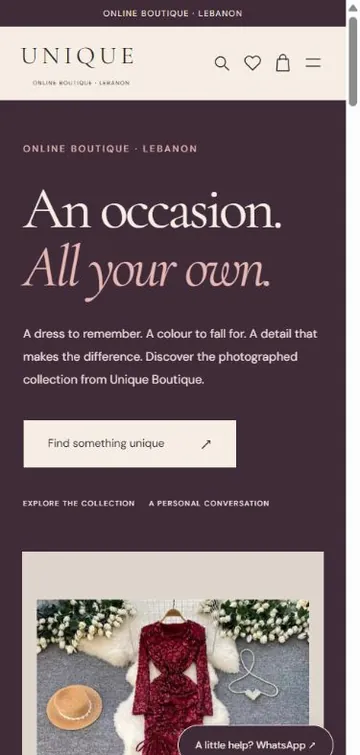 ONLINE BOUTIQUE · LEBANON
UNIQUE
ONLINE BOUTIQUE · LEBANON
ONLINE BOUTIQUE · LEBANON
An occasion.
All your own.
A dress to remember. A colour to fall for. A detail that
makes the difference. Discover the photographed
collection from Unique Boutique.
Find something unique ↗
EXPLORE THE COLLECTION A PERSONAL CONVERSATION
A little help? WhatsApp ↗